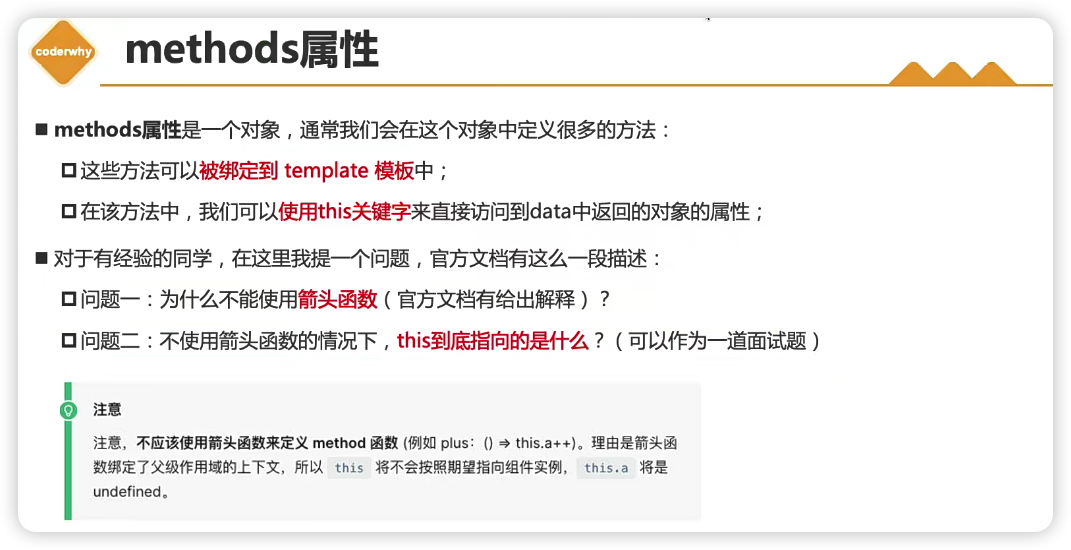 coderwhy
methods属性
methods属性是一个对象，通常我们会在这个对象中定义很多的方法：
这些方法可以被绑定到 template 模板中；
在该方法中，我们可以使用this关键字来直接访问到data中返回的对象的属性；
对于有经验的同学，在这里我提一个问题，官方文档有这么一段描述：
问题一：为什么不能使用箭头函数（官方文档有给出解释）？
问题二：不使用箭头函数的情况下，this到底指向的是什么？（可以作为一道面试题）
注意
注意，不应该使用箭头函数来定义 method 函数 (例如 plus：() => this.a++)。理由是箭头函
数绑定了父级作用域的上下文，所以 this 将不会按照期望指向组件实例，this.a 将是
undefined。